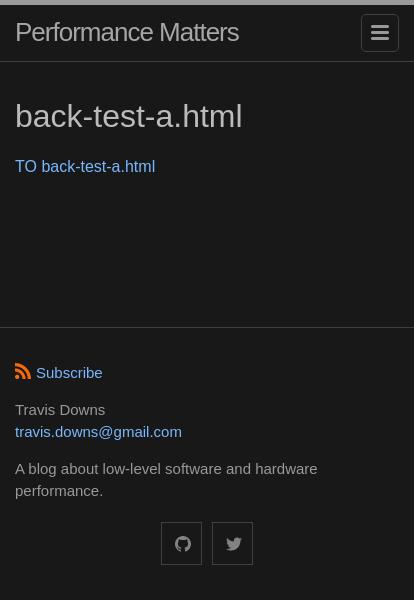 Performance Matters
back-test-a.html
TO back-test-a.html
Subscribe
Travis Downs
travis.downs@gmail.com
A blog about low-level software and hardware
performance.